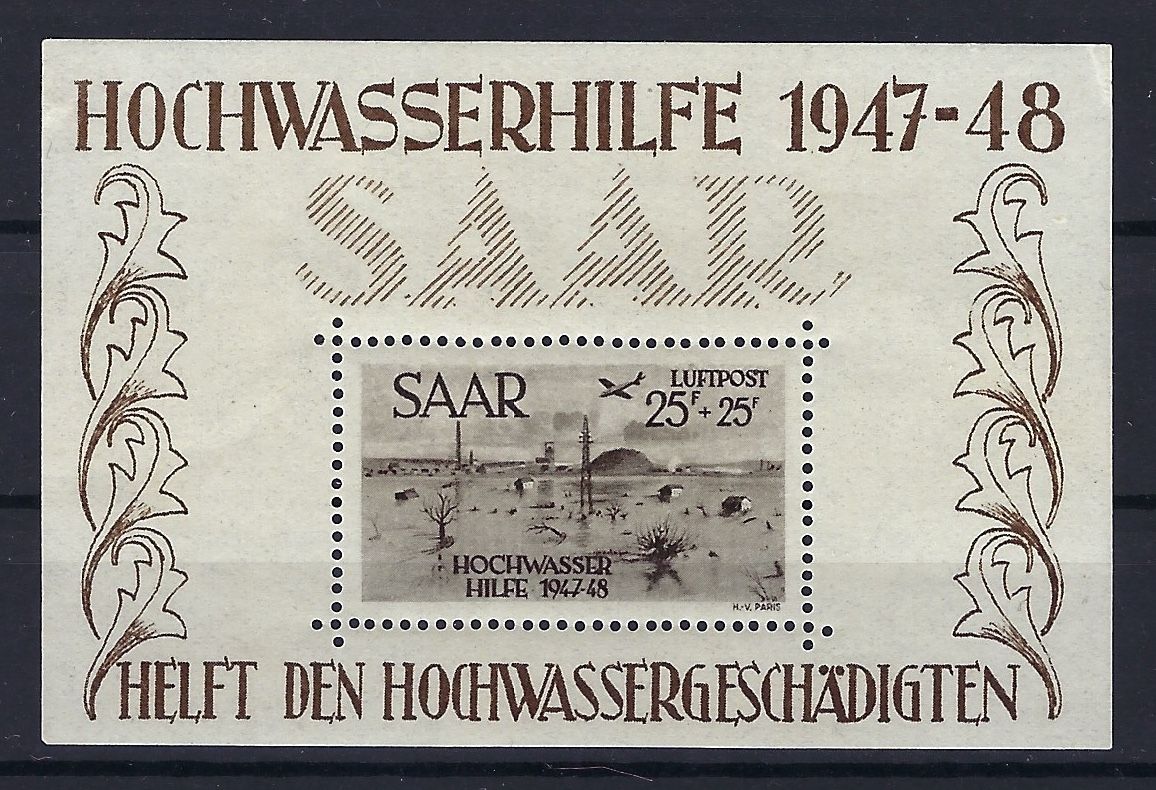 HOCHWASSERHILFE 1947-48
SAAR
SAAR
LUFTPOST
25F + 25F
HOCHWASSER
HILFE 1947-48
H.-V. PARIS
HELFT DEN HOCHWASSERGESCHÄDIGTEN